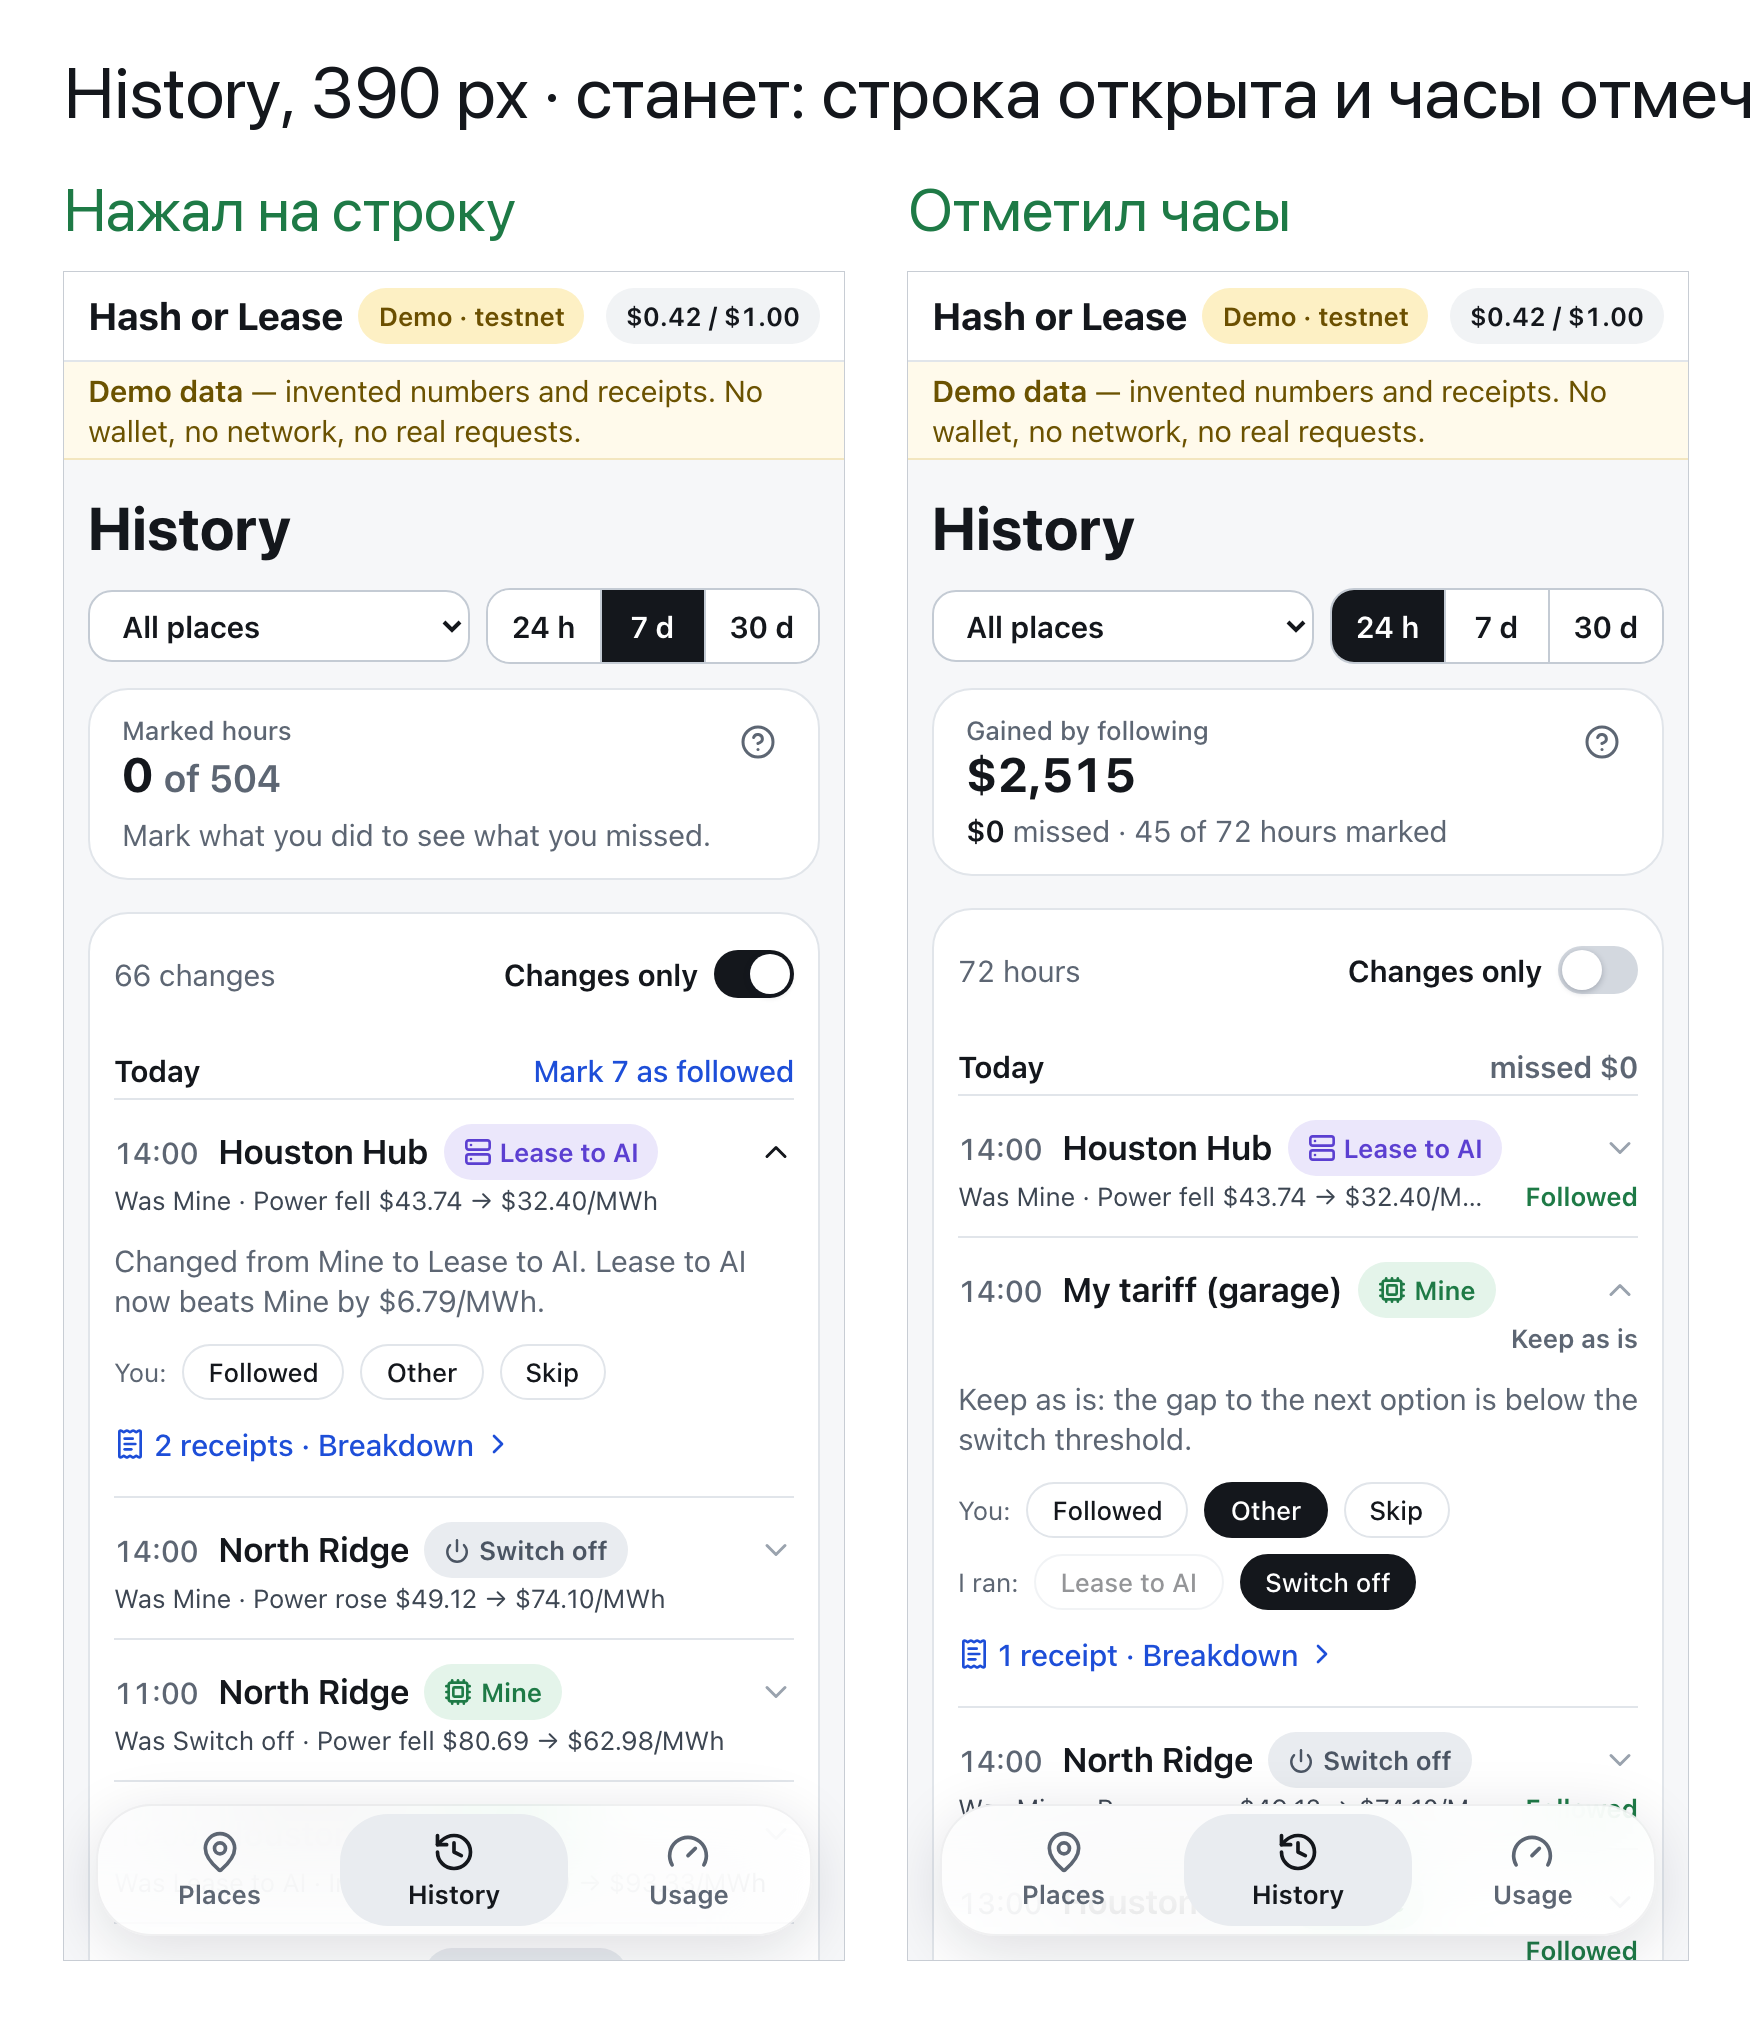 History, 390 px · станет: строка открыта и часы отмеч
Нажал на строку
Hash or Lease Demo · testnet $0.42 / $1.00
Demo data — invented numbers and receipts. No
wallet, no network, no real requests.
History
All places 24 h 7 d 30 d
Marked hours
0 of 504
Mark what you did to see what you missed.
66 changes Changes only
Today Mark 7 as followed
14:00 Houston Hub Lease to AI
Was Mine · Power fell $43.74 → $32.40/MWh
Changed from Mine to Lease to AI. Lease to AI
now beats Mine by $6.79/MWh.
You: Followed Other Skip
2 receipts · Breakdown
14:00 North Ridge Switch off
Was Mine · Power rose $49.12 → $74.10/MWh
11:00 North Ridge Mine
Was Switch off · Power fell $80.69 → $62.98/MWh
Places History Usage
Отметил часы
Hash or Lease Demo · testnet $0.42 / $1.00
Demo data — invented numbers and receipts. No
wallet, no network, no real requests.
History
All places 24 h 7 d 30 d
Gained by following
$2,515
$0 missed · 45 of 72 hours marked
72 hours Changes only
Today missed $0
14:00 Houston Hub Lease to AI
Was Mine · Power fell $43.74 → $32.40/M... Followed
14:00 My tariff (garage) Mine
Keep as is
Keep as is: the gap to the next option is below the
switch threshold.
You: Followed Other Skip
I ran: Lease to AI Switch off
1 receipt · Breakdown
14:00 North Ridge Switch off
Followed
13:00 Houston
Places History Usage
Followed